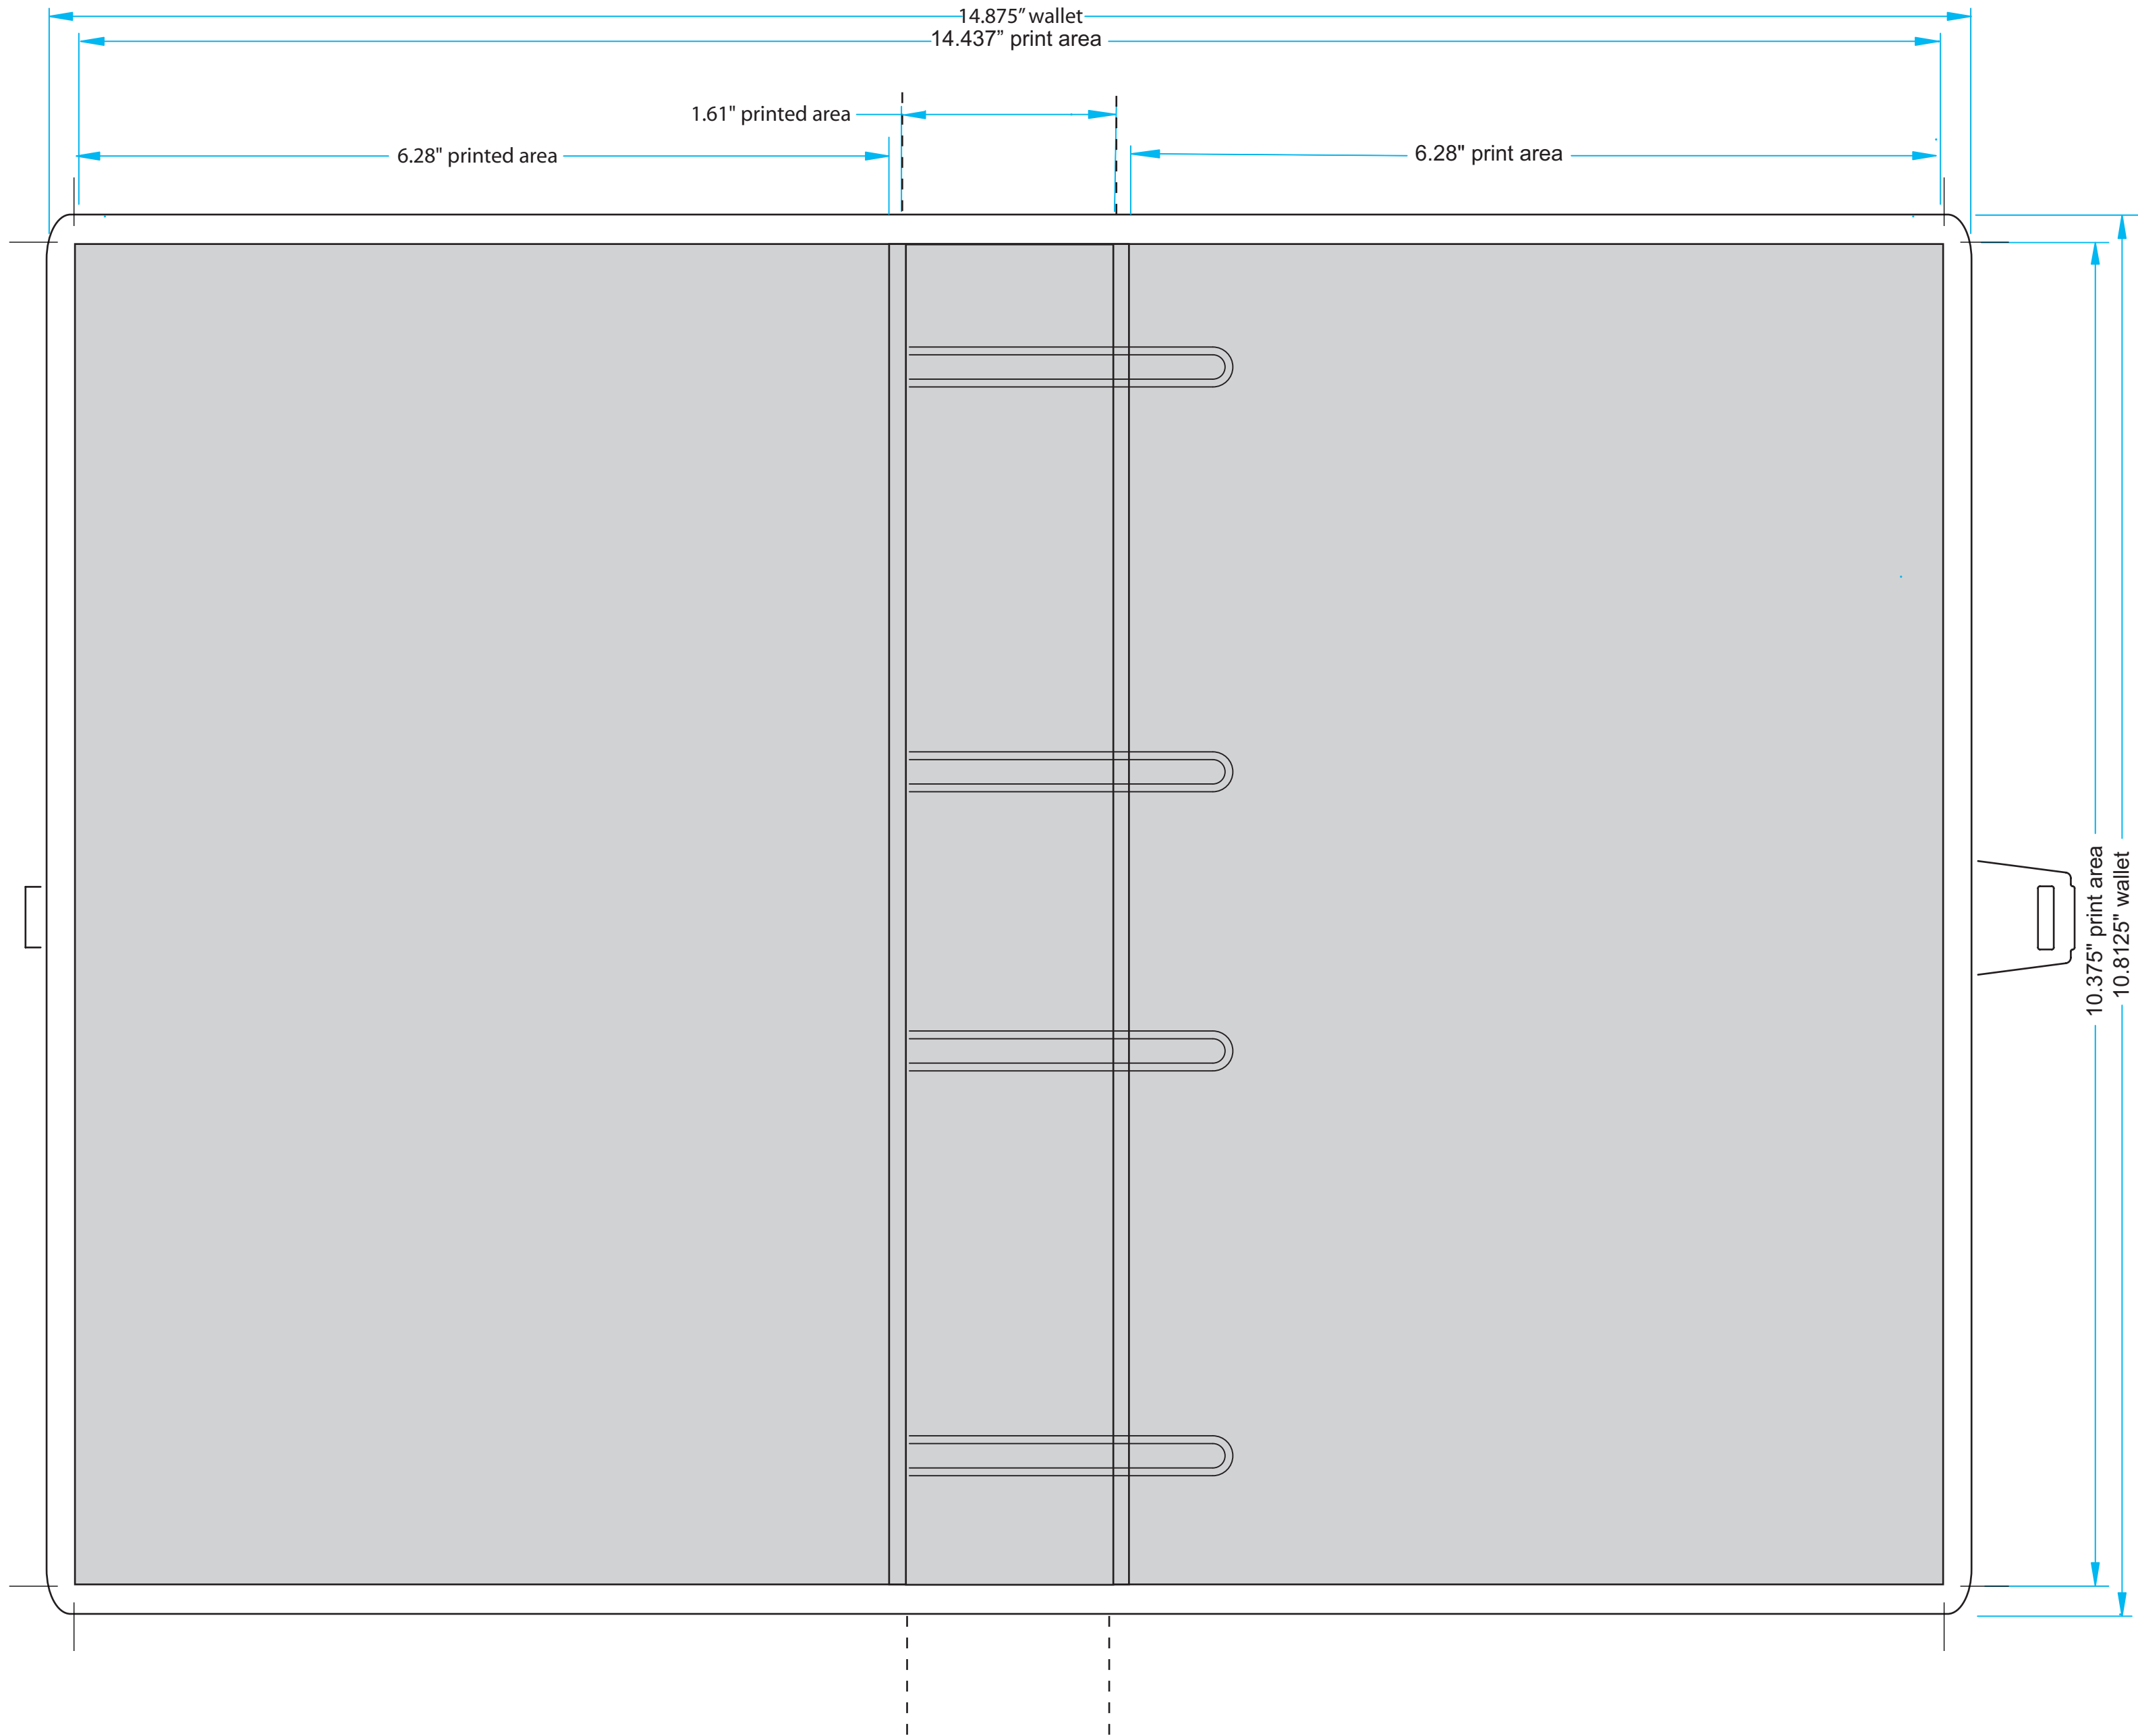 14.875” wallet
14.437” print area
1.61" printed area
6.28" printed area
6.28" print area
10.375" print area
10.8125" wallet